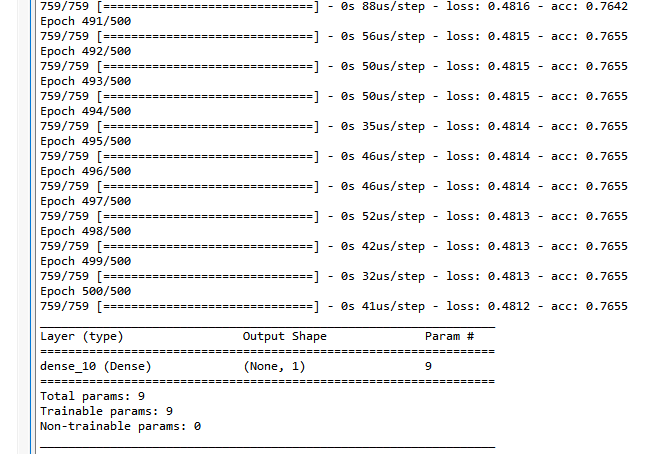 759/759 [==============================] - 0s 88us/step - loss: 0.4816 - acc: 0.7642
Epoch 491/500
759/759 [==============================] - 0s 56us/step - loss: 0.4815 - acc: 0.7655
Epoch 492/500
759/759 [==============================] - 0s 50us/step - loss: 0.4815 - acc: 0.7655
Epoch 493/500
759/759 [==============================] - 0s 50us/step - loss: 0.4815 - acc: 0.7655
Epoch 494/500
759/759 [==============================] - 0s 35us/step - loss: 0.4814 - acc: 0.7655
Epoch 495/500
759/759 [==============================] - 0s 46us/step - loss: 0.4814 - acc: 0.7655
Epoch 496/500
759/759 [==============================] - 0s 46us/step - loss: 0.4814 - acc: 0.7655
Epoch 497/500
759/759 [==============================] - 0s 52us/step - loss: 0.4813 - acc: 0.7655
Epoch 498/500
759/759 [==============================] - 0s 42us/step - loss: 0.4813 - acc: 0.7655
Epoch 499/500
759/759 [==============================] - 0s 32us/step - loss: 0.4813 - acc: 0.7655
Epoch 500/500
759/759 [==============================] - 0s 41us/step - loss: 0.4812 - acc: 0.7655
_________________________________________________________________
Layer (type)                 Output Shape              Param #
=================================================================
dense_10 (Dense)             (None, 1)                 9
=================================================================
Total params: 9
Trainable params: 9
Non-trainable params: 0
_________________________________________________________________